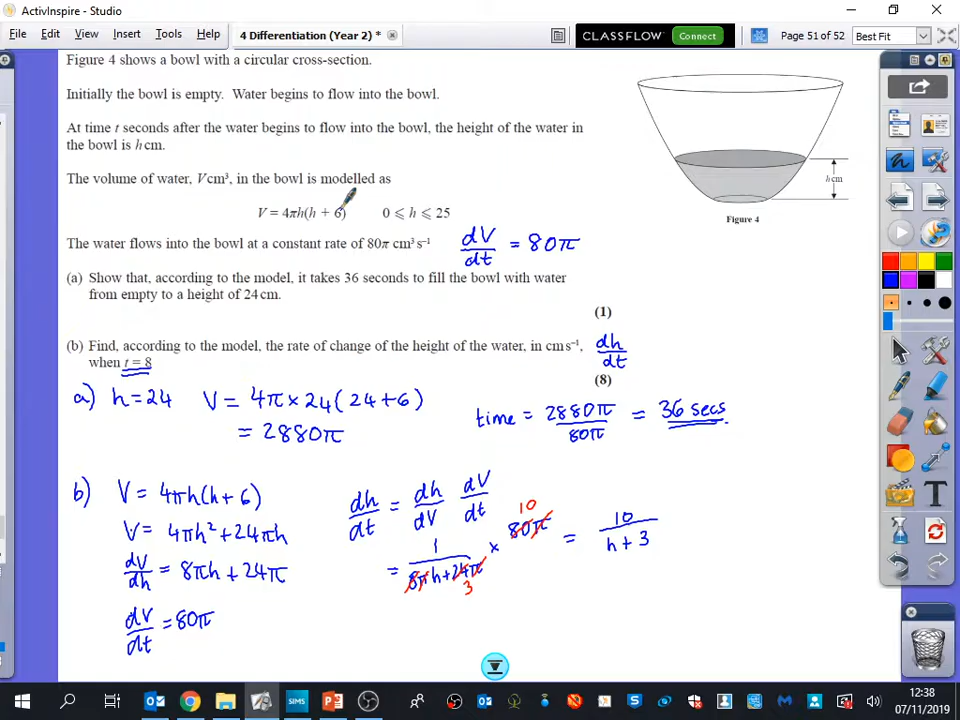 ActivInspire - Studio
File Edit View Insert Tools Help
4 Differentiation (Year 2) *
CLASSFLOW Connect
Page 51 of 52
Best Fit
Figure 4 shows a bowl with a circular cross-section.
Initially the bowl is empty. Water begins to flow into the bowl.
At time t seconds after the water begins to flow into the bowl, the height of the water in
the bowl is h cm.
The volume of water, V cm³, in the bowl is modelled as
V = 4πh(h + 6) 0 ⩽ h ⩽ 25
The water flows into the bowl at a constant rate of 80π cm³ s⁻¹
dV/dt = 80π
h cm
Figure 4
(a) Show that, according to the model, it takes 36 seconds to fill the bowl with water
from empty to a height of 24 cm.
(1)
(b) Find, according to the model, the rate of change of the height of the water, in cm s⁻¹,
when t = 8
dh/dt
(8)
a) h = 24 V = 4π × 24(24+6)
= 2880π
time = 2880π/80π = 36 secs.
b) V = 4πh(h+6)
V = 4πh² + 24πh
dV/dh = 8πh + 24π
dV/dt = 80π
dh/dt = dh/dV dV/dt
= 1/(8πh + 24π) × 80π = 10/(h+3)
10
3
T
SIMS
12:38
07/11/2019